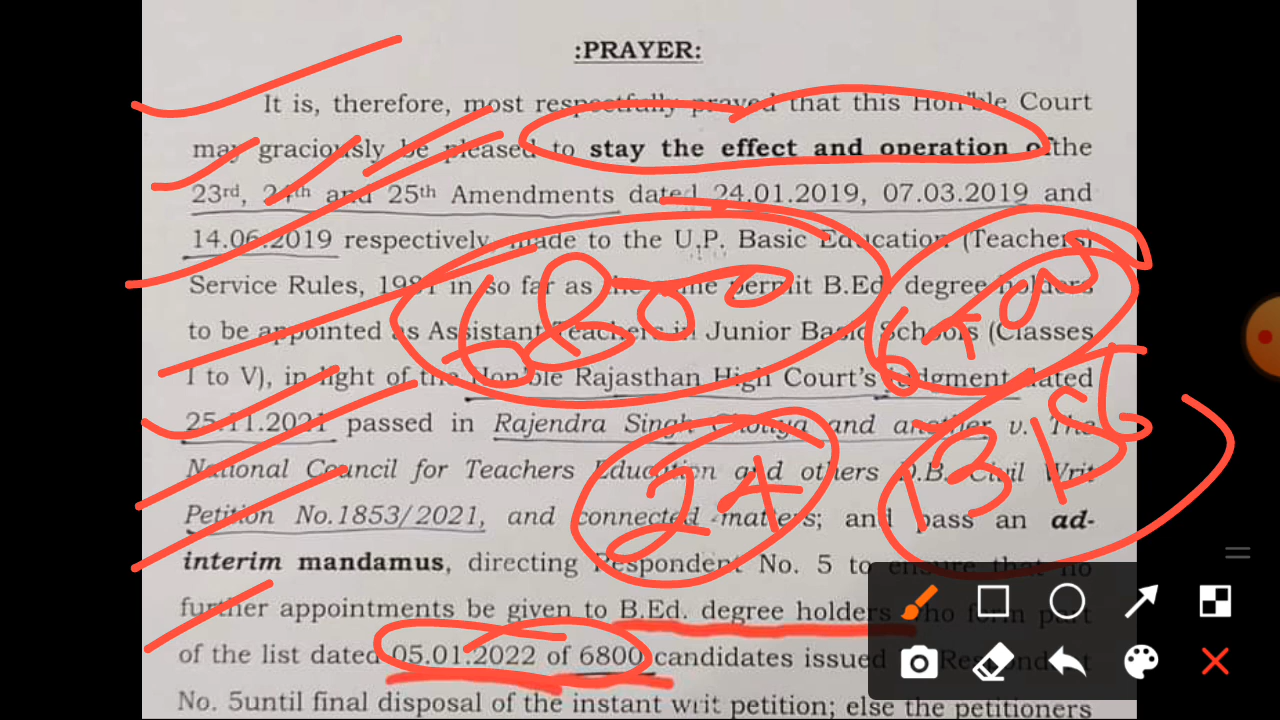 :PRAYER:
It is, therefore, most respectfully prayed that this Hon'ble Court
may graciously be pleased to stay the effect and operation of the
23rd, 24th and 25th Amendments dated 24.01.2019, 07.03.2019 and
14.06.2019 respectively, made to the U.P. Basic Education (Teachers)
Service Rules, 1981 in so far as the same permit B.Ed. degree holders
to be appointed as Assistant Teachers in Junior Basic Schools (Classes
I to V), in light of the Hon'ble Rajasthan High Court's judgment dated
25.11.2021 passed in Rajendra Singh and another v. The
National Council for Teachers Education and others D.B. Civil Writ
Petition No.1853/2021, and connected matters; and pass an ad-
interim mandamus, directing Respondent No. 5 to ensure that no
further appointments be given to B.Ed. degree holders who form part
of the list dated 05.01.2022 of 6800 candidates issued Respondent
No. 5until final disposal of the instant writ petition; else the petitioners
6800
24